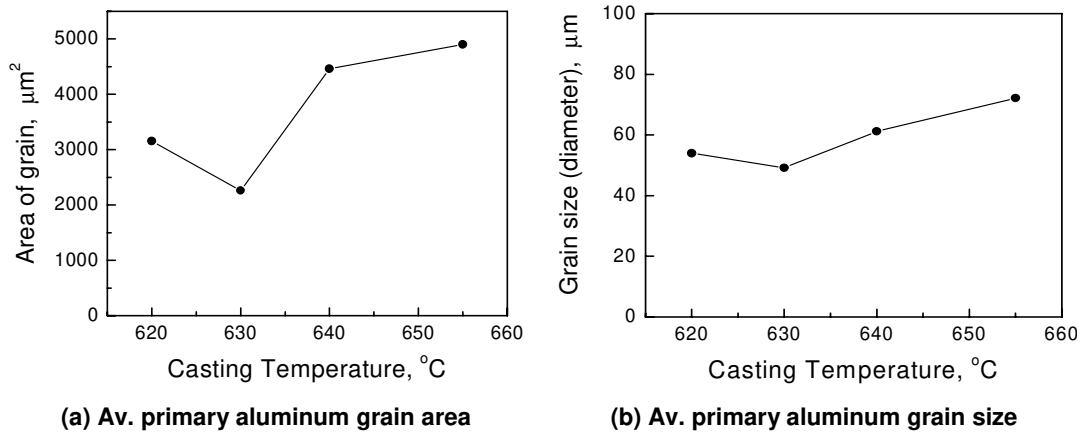 5000
4000
3000
2000
1000
0
Area of grain, μm²
620 630 640 650 660
Casting Temperature, °C
(a) Av. primary aluminum grain area
100
80
60
40
20
0
Grain size (diameter), μm
620 630 640 650 660
Casting Temperature, °C
(b) Av. primary aluminum grain size